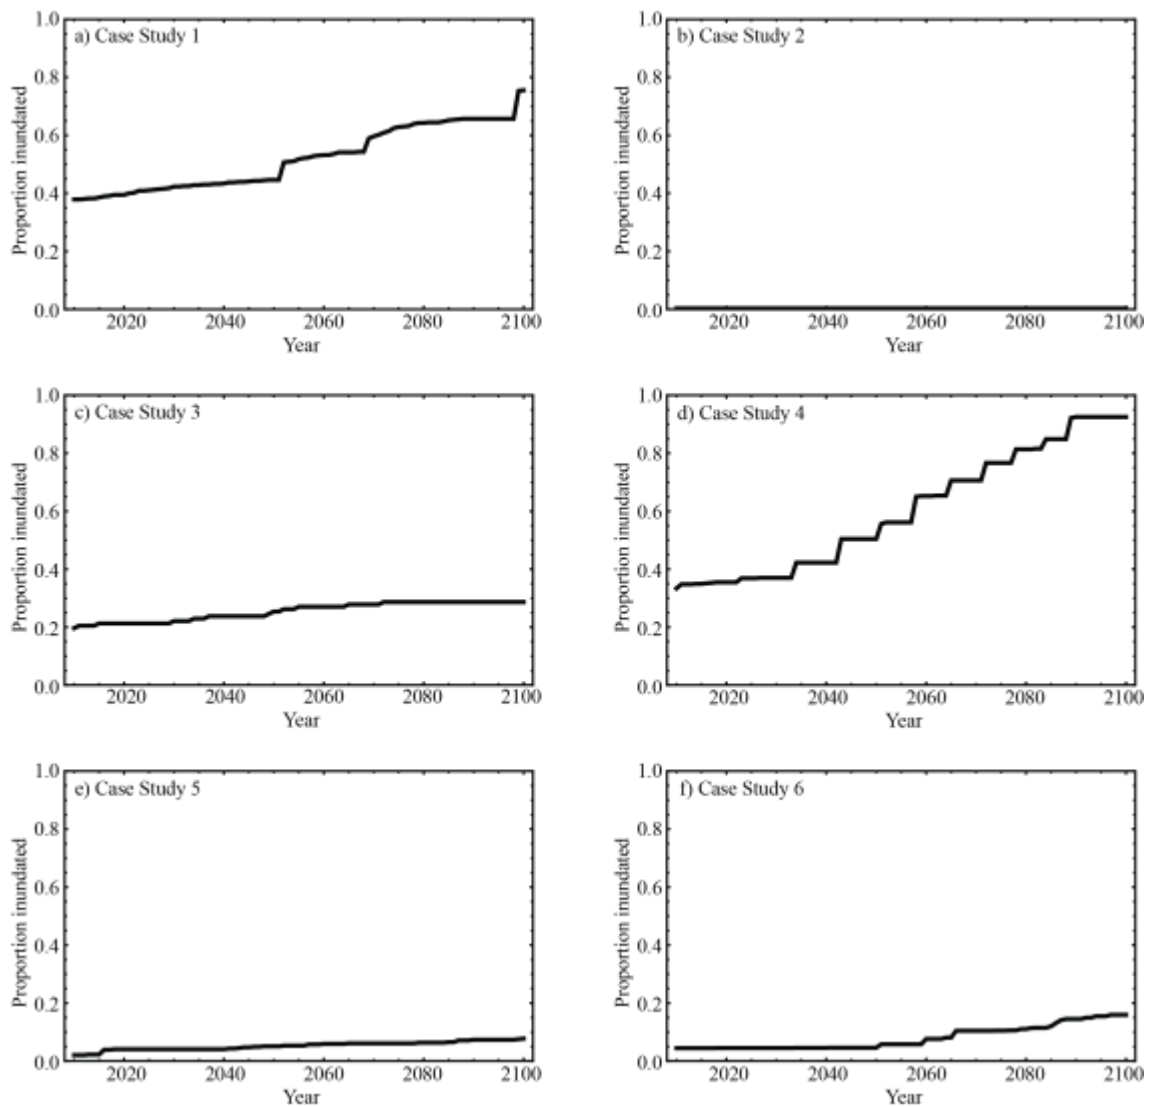 a) Case Study 1
Proportion inundated
1.0
0.8
0.6
0.4
0.2
0.0
2020 2040 2060 2080 2100
Year
b) Case Study 2
Proportion inundated
1.0
0.8
0.6
0.4
0.2
0.0
2020 2040 2060 2080 2100
Year
c) Case Study 3
Proportion inundated
1.0
0.8
0.6
0.4
0.2
0.0
2020 2040 2060 2080 2100
Year
d) Case Study 4
Proportion inundated
1.0
0.8
0.6
0.4
0.2
0.0
2020 2040 2060 2080 2100
Year
e) Case Study 5
Proportion inundated
1.0
0.8
0.6
0.4
0.2
0.0
2020 2040 2060 2080 2100
Year
f) Case Study 6
Proportion inundated
1.0
0.8
0.6
0.4
0.2
0.0
2020 2040 2060 2080 2100
Year